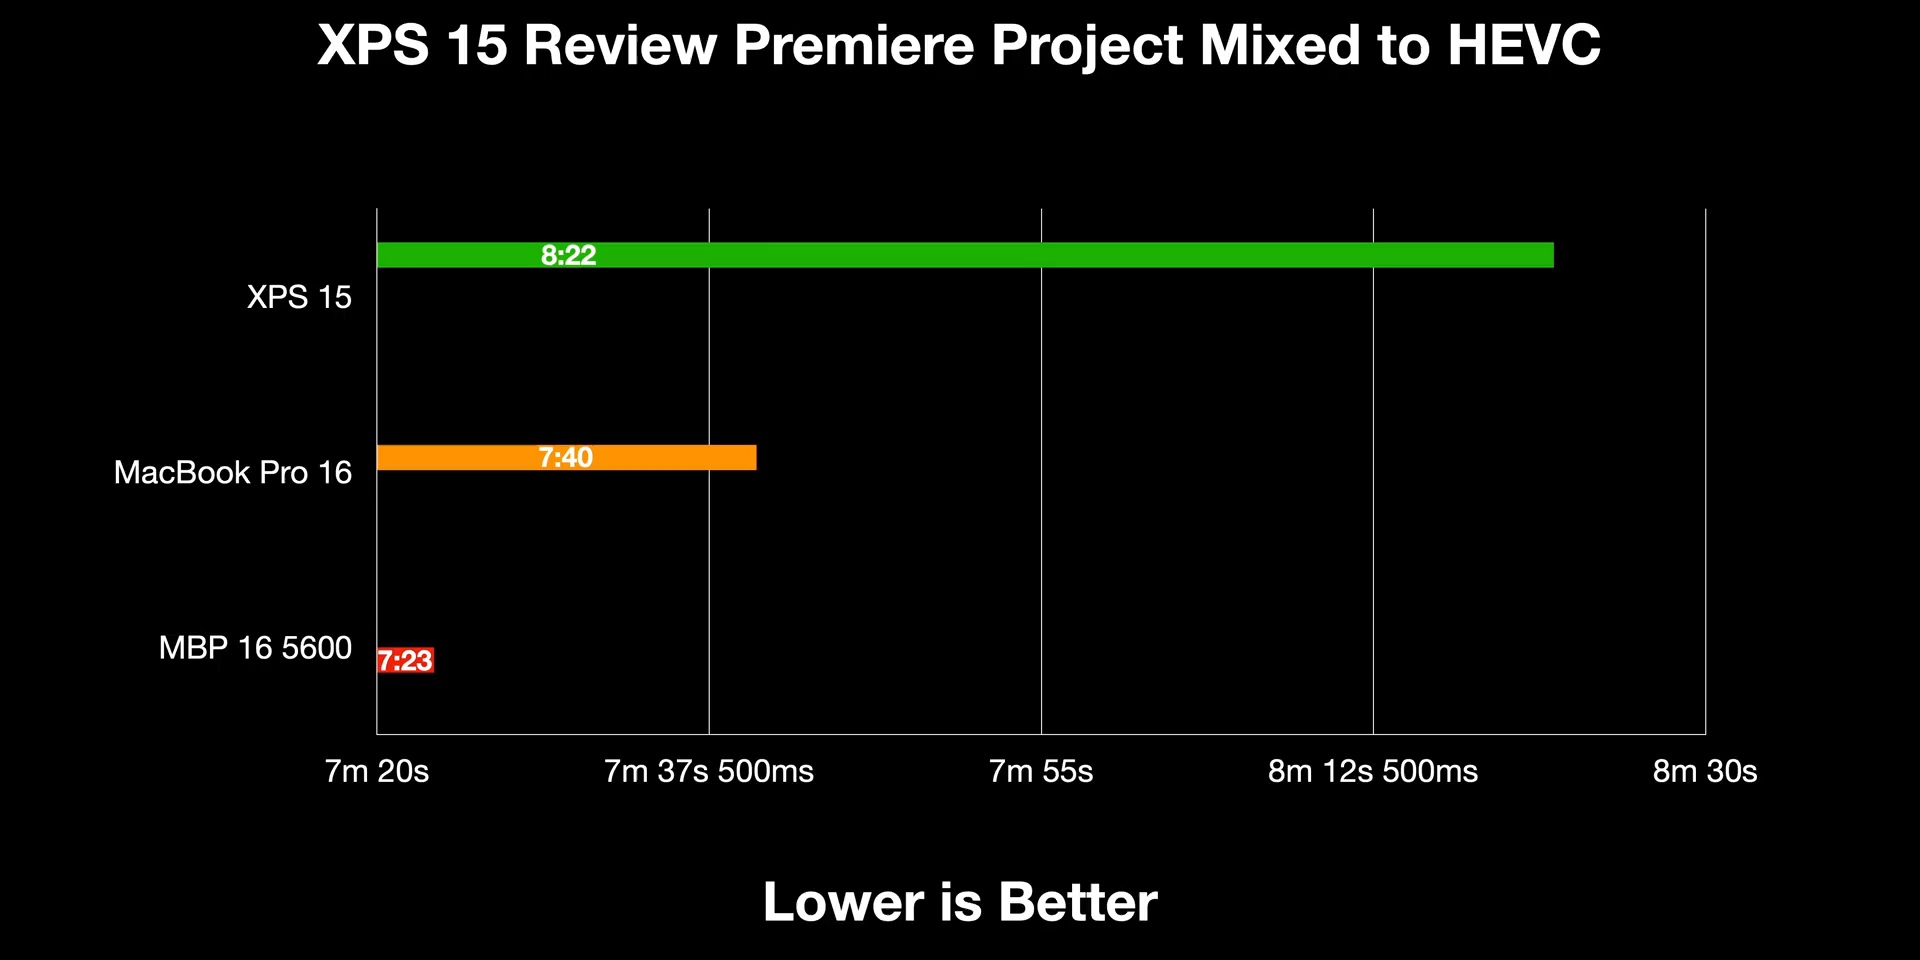 XPS 15 Review Premiere Project Mixed to HEVC
8:22
XPS 15
7:40
MacBook Pro 16
MBP 16 5600
7:23
7m 20s
7m 37s 500ms
7m 55s
8m 12s 500ms
8m 30s
Lower is Better